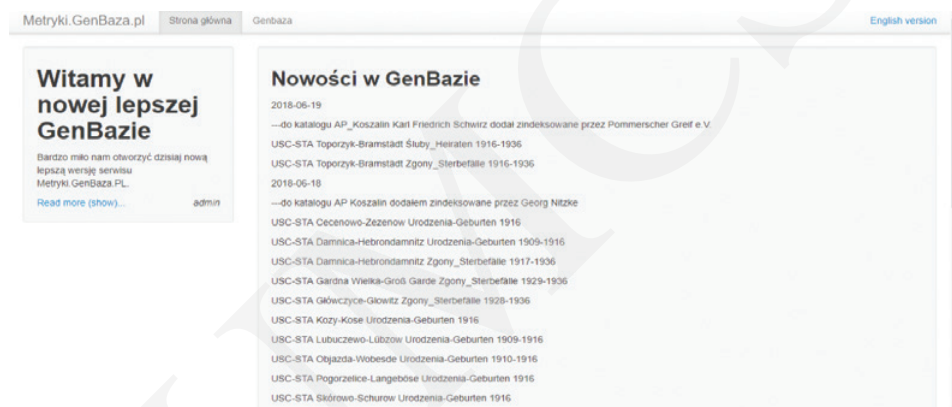 Metryki.GenBaza.pl Strona główna Genbaza English version
Witamy w
nowej lepszej
GenBazie
Bardzo miło nam otworzyć dzisiaj nową
lepszą wersję serwisu
Metryki.GenBaza.PL.
Read more (show)... admin
Nowości w GenBazie
2018-06-19
---do katalogu AP_Koszalin Karl Friedrich Schwirz dodał zindeksowane przez Pommerscher Greif e.V.
USC-STA Toporzyk-Bramstädt Śluby_Heiraten 1916-1936
USC-STA Toporzyk-Bramstädt Zgony_Sterbefälle 1916-1936
2018-06-18
---do katalogu AP Koszalin dodałem zindeksowane przez Georg Nitzke
USC-STA Cecenowo-Zezenow Urodzenia-Geburten 1916
USC-STA Damnica-Hebrondamnitz Urodzenia-Geburten 1909-1916
USC-STA Damnica-Hebrondamnitz Zgony_Sterbefälle 1917-1936
USC-STA Gardna Wielka-Groß Garde Zgony_Sterbefälle 1929-1936
USC-STA Główczyce-Glowitz Zgony_Sterbefälle 1928-1936
USC-STA Kozy-Kose Urodzenia-Geburten 1916
USC-STA Lubuczewo-Lübzow Urodzenia-Geburten 1909-1916
USC-STA Objazda-Wobesde Urodzenia-Geburten 1910-1916
USC-STA Pogorzelice-Langeböse Urodzenia-Geburten 1916
USC-STA Skórowo-Schurow Urodzenia-Geburten 1916